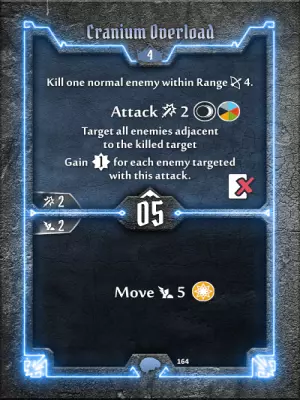 Cranium Overload
4
Kill one normal enemy within Range 4.
Attack 2
Target all enemies adjacent
to the killed target
Gain 1 for each enemy targeted
with this attack.
2
05
2
Move 5
164